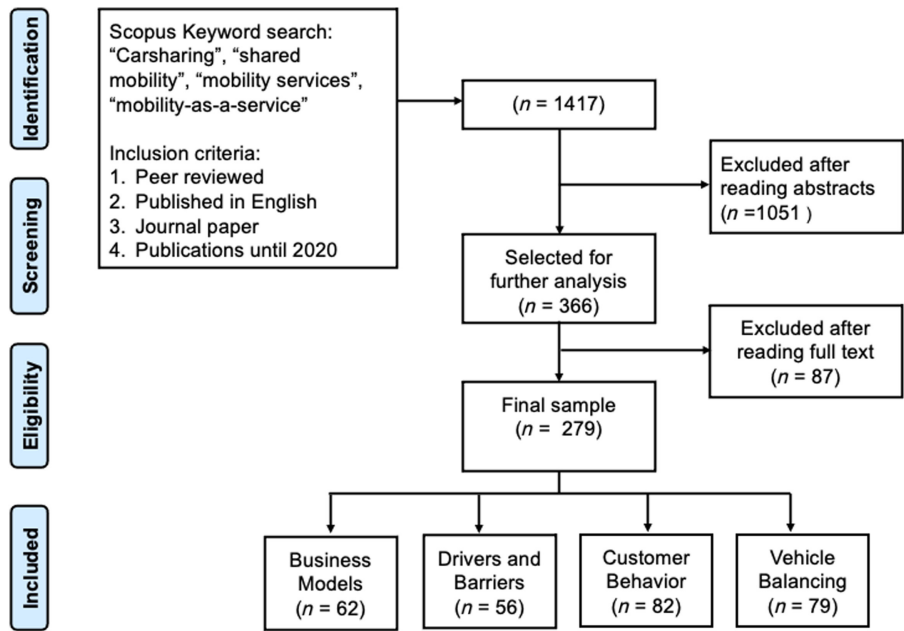 Identification
Scopus Keyword search:
“Carsharing”, “shared
mobility”, “mobility services”,
“mobility-as-a-service”
Inclusion criteria:
1. Peer reviewed
2. Published in English
3. Journal paper
4. Publications until 2020
(n = 1417)
Excluded after
reading abstracts
(n =1051 )
Screening
Selected for
further analysis
(n = 366)
Excluded after
reading full text
(n = 87)
Eligibility
Final sample
(n = 279)
Included
Business
Models
(n = 62)
Drivers and
Barriers
(n = 56)
Customer
Behavior
(n = 82)
Vehicle
Balancing
(n = 79)